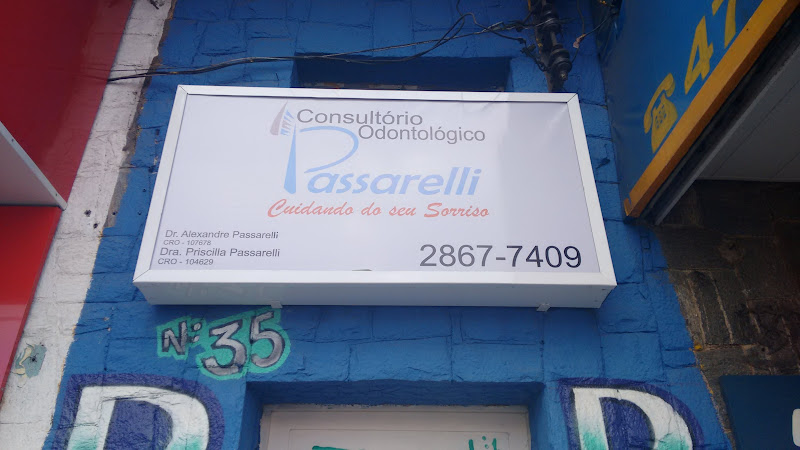 Consultório
Odontológico
Passarelli
Cuidando do seu Sorriso
Dr. Alexandre Passarelli
CRO - 107678
Dra. Priscilla Passarelli
CRO - 104629
2867-7409
47
Nº 35